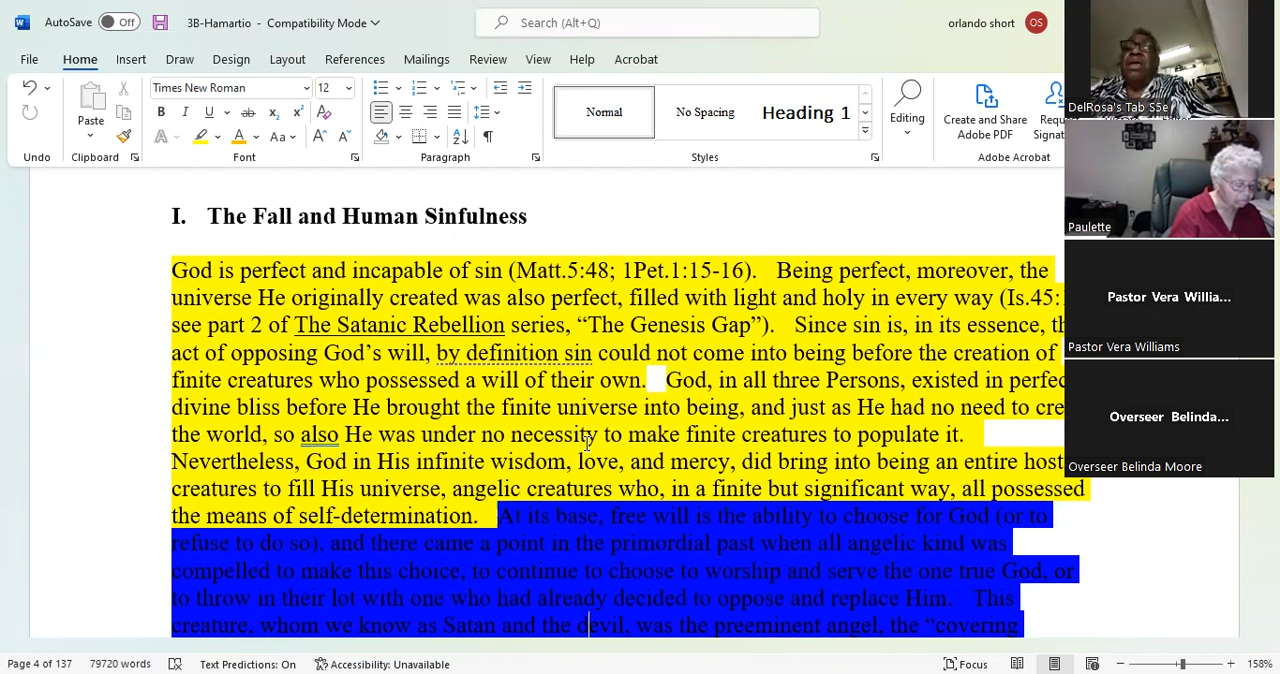 AutoSave Off 3B-Hamartio - Compatibility Mode Search (Alt+Q) orlando short OS
File Home Insert Draw Design Layout References Mailings Review View Help Acrobat
Times New Roman 12
Paste
B I U ab x₂ x² A
A A Aa A A
Normal No Spacing Heading 1
Editing
Create and Share
Adobe PDF
Signat
Undo Clipboard Font Paragraph Styles Adobe Acrobat
I. The Fall and Human Sinfulness
God is perfect and incapable of sin (Matt.5:48; 1Pet.1:15-16). Being perfect, moreover, the
universe He originally created was also perfect, filled with light and holy in every way (Is.45:
see part 2 of The Satanic Rebellion series, “The Genesis Gap”). Since sin is, in its essence,
act of opposing God’s will, by definition sin could not come into being before the creation of
finite creatures who possessed a will of their own. God, in all three Persons, existed in perfec
divine bliss before He brought the finite universe into being, and just as He had no need to cre
the world, so also He was under no necessity to make finite creatures to populate it.
Nevertheless, God in His infinite wisdom, love, and mercy, did bring into being an entire host
creatures to fill His universe, angelic creatures who, in a finite but significant way, all possessed
the means of self-determination. At its base, free will is the ability to choose for God (or to
refuse to do so), and there came a point in the primordial past when all angelic kind was
compelled to make this choice, to continue to choose to worship and serve the one true God, or
to throw in their lot with one who had already decided to oppose and replace Him. This
creature, whom we know as Satan and the devil, was the preeminent angel, the “covering
DelRosa's Tab S5e
Paulette
Pastor Vera Willia...
Pastor Vera Williams
Overseer Belinda...
Overseer Belinda Moore
Page 4 of 137 79720 words Text Predictions: On Accessibility: Unavailable Focus 158%